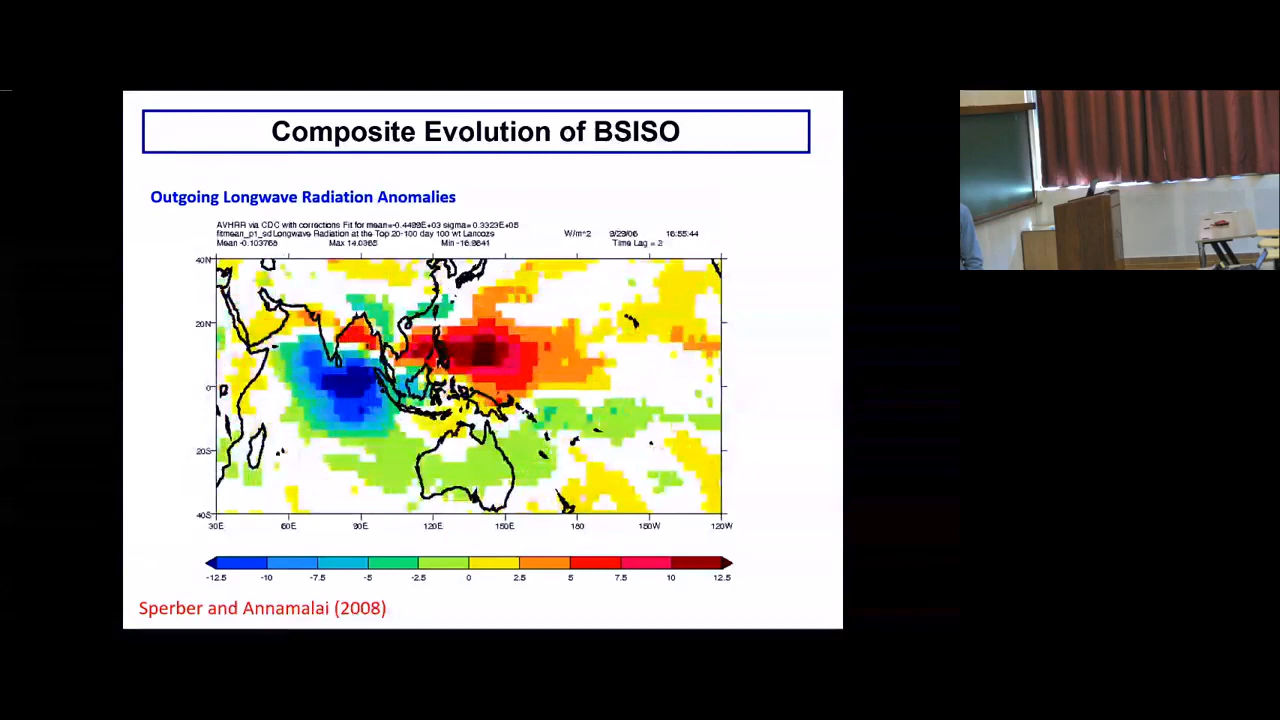 Composite Evolution of BSISO
Outgoing Longwave Radiation Anomalies
AVHRR via CDC with corrections Fit for mean=-0.4499E+03 sigma= 0.3323E+05
fitmean_p1_sd Longwave Radiation at the Top 20-100 day 100 wt Lanczos W/m^2 9/29/06 16:55:44
Mean -0.103768 Max 14.0365 Min -16.9841 Time Lag = 2
40N
20N
0
20S
40S
30E 60E 90E 120E 150E 180 150W 120W
-12.5 -10 -7.5 -5 -2.5 0 2.5 5 7.5 10 12.5
Sperber and Annamalai (2008)